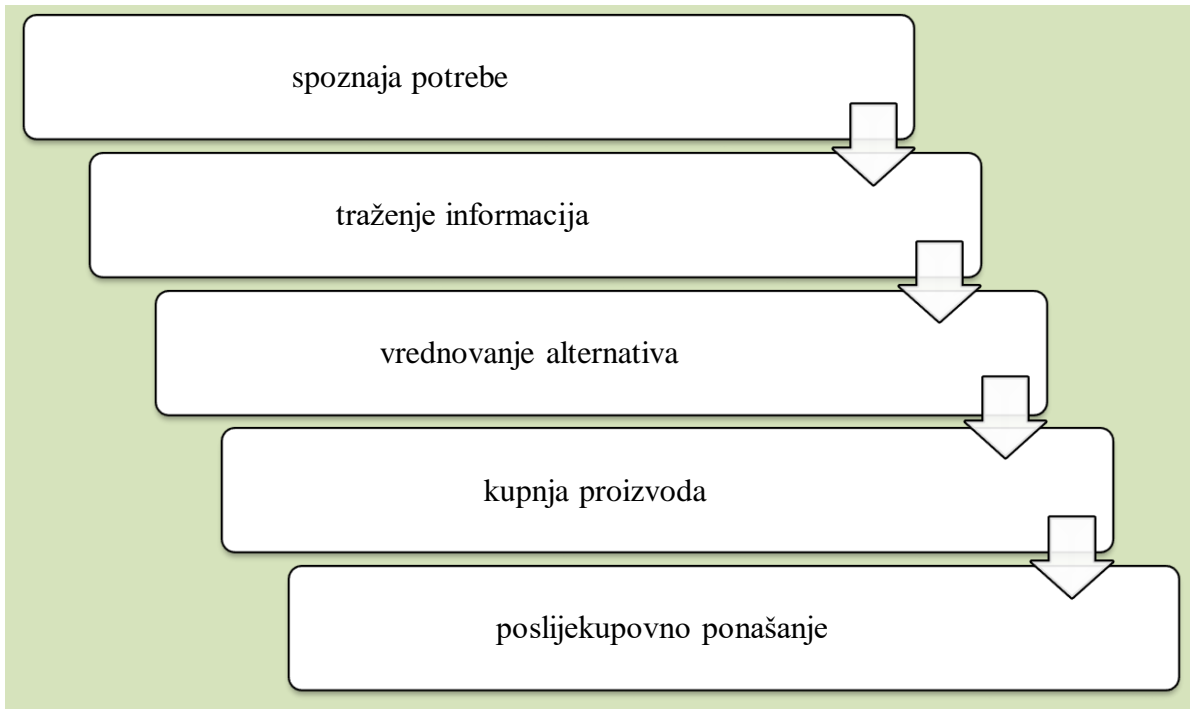 spoznaja potrebe
traženje informacija
vrednovanje alternativa
kupnja proizvoda
poslijekupovno ponašanje